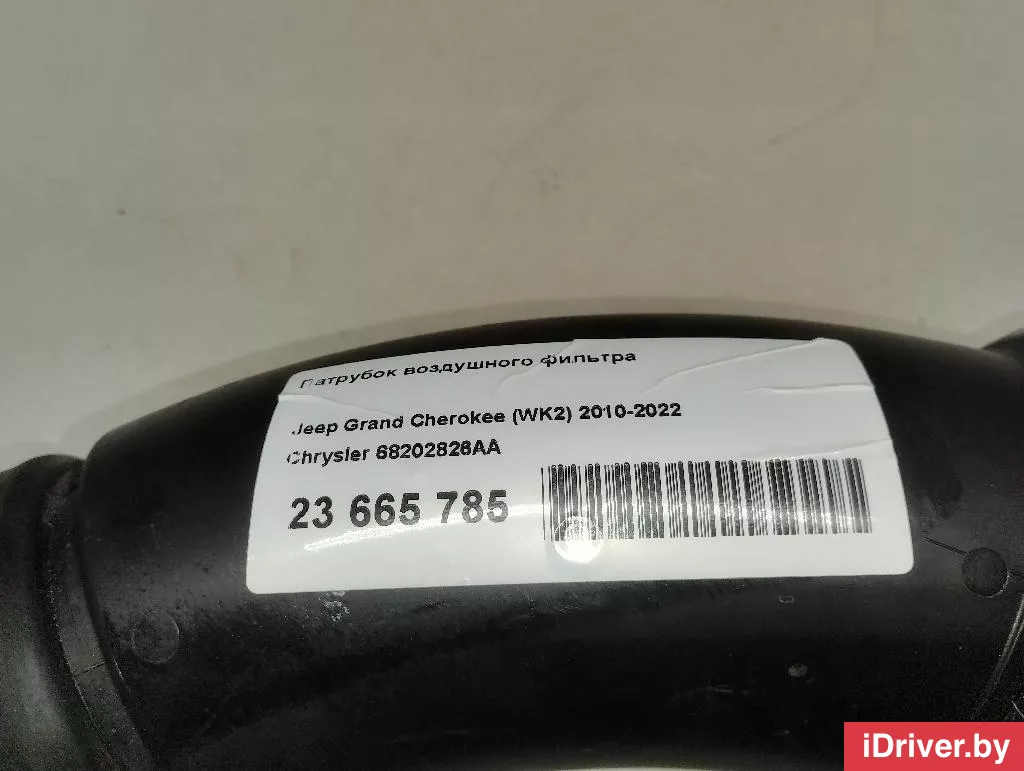 Патрубок воздушного фильтра
Jeep Grand Cherokee (WK2) 2010-2022
Chrysler 68202826AA
23 665 785
iDriver.by